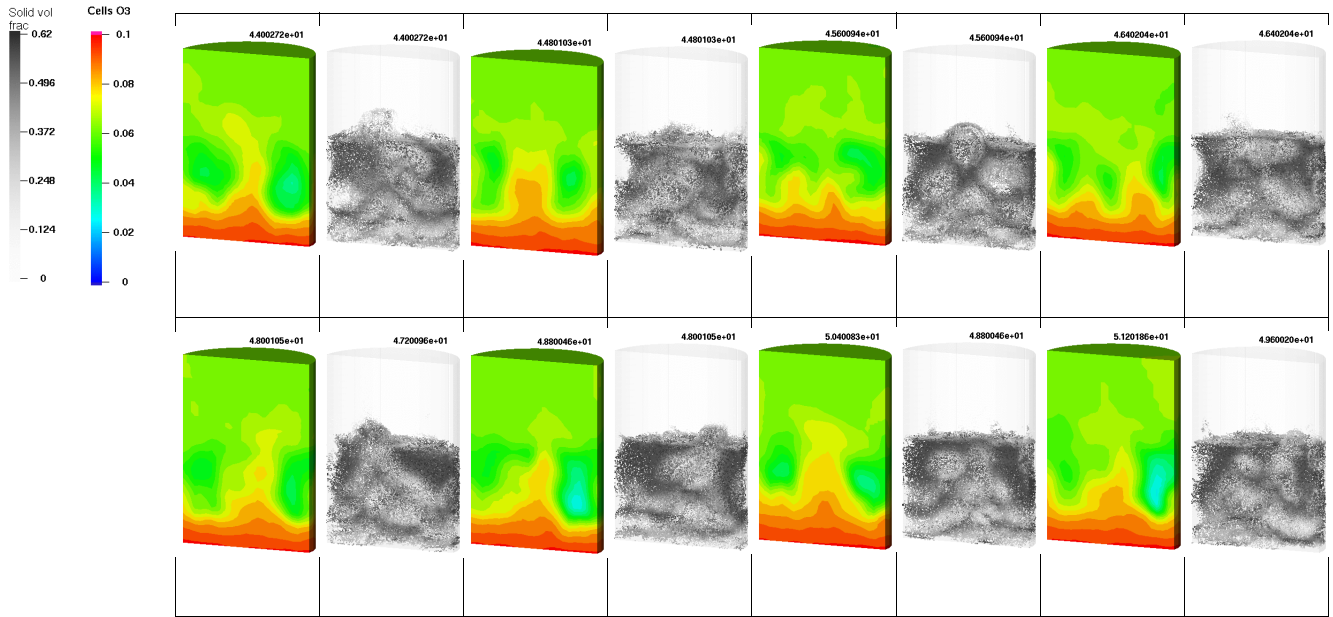 Solid vol
frac
0.62
0.496
0.372
0.248
0.124
0
Cells O3
0.1
0.08
0.06
0.04
0.02
0
4.400272e+01
4.400272e+01
4.480103e+01
4.480103e+01
4.560094e+01
4.560094e+01
4.640204e+01
4.640204e+01
4.800105e+01
4.720096e+01
4.880046e+01
4.800105e+01
5.040083e+01
4.880046e+01
5.120186e+01
4.960020e+01